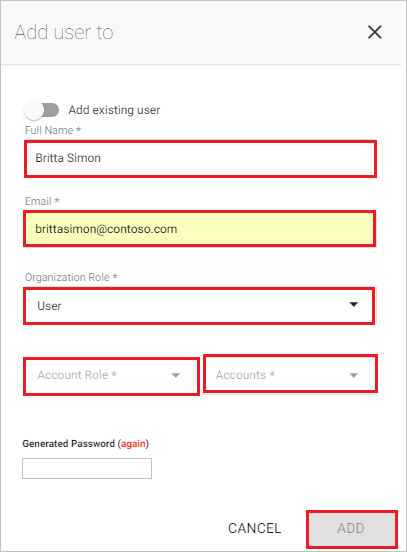 Add user to
Add existing user
Full Name *
Britta Simon
Email *
brittasimon@contoso.com
Organization Role *
User
Account Role * Accounts *
Generated Password (again)
CANCEL ADD